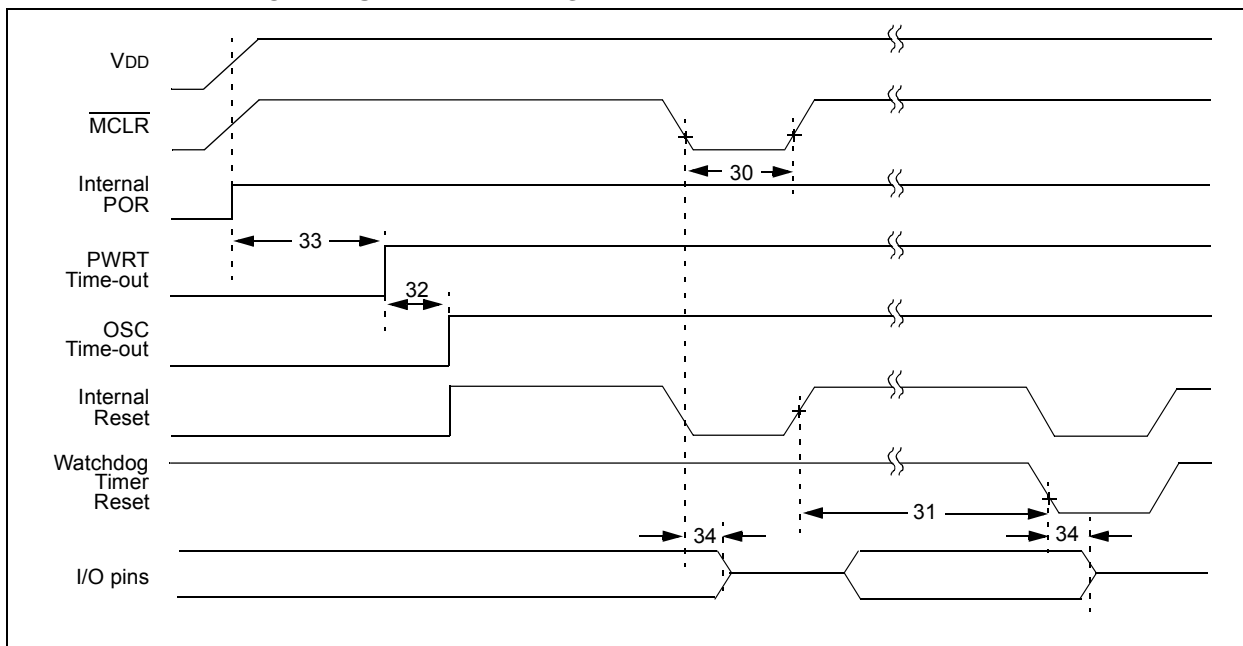 VDD
MCLR
30
Internal
POR
33
PWRT
Time-out
32
OSC
Time-out
Internal
Reset
Watchdog
Timer
Reset
31
34
34
I/O pins